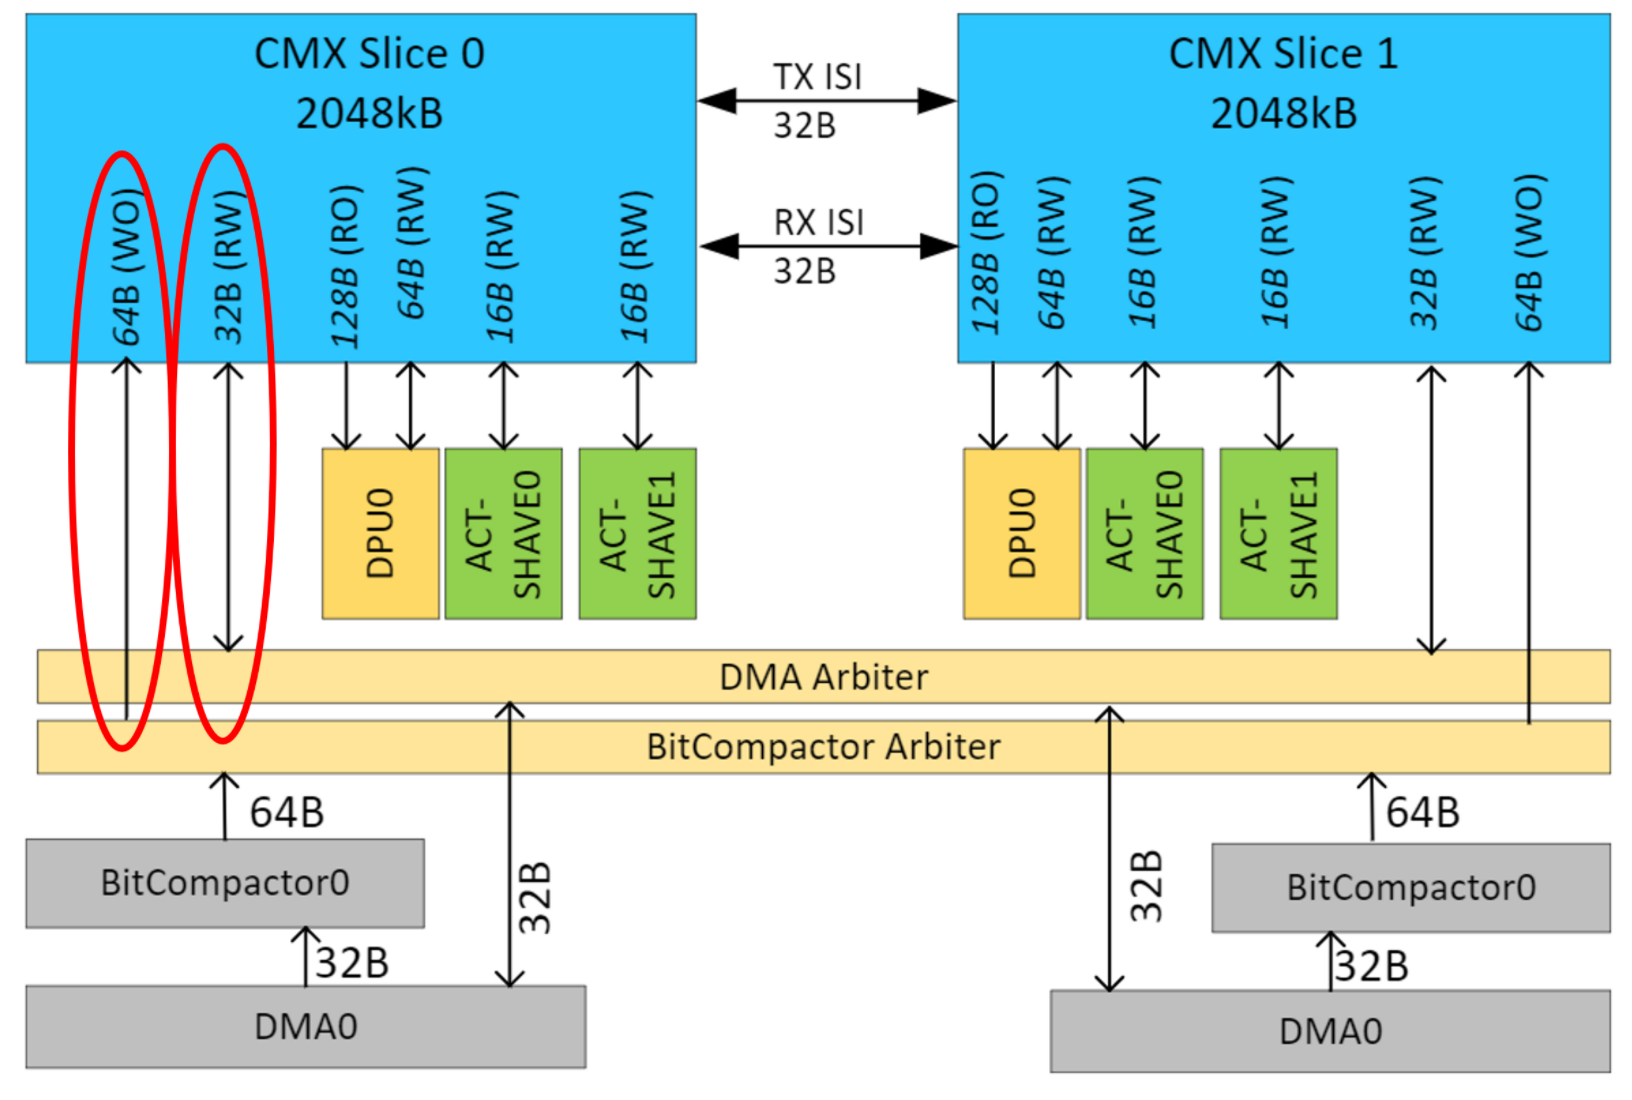 CMX Slice 0
2048kB
64B (WO)
32B (RW)
128B (RO)
64B (RW)
16B (RW)
16B (RW)
TX ISI
32B
RX ISI
32B
CMX Slice 1
2048kB
128B (RO)
64B (RW)
16B (RW)
16B (RW)
32B (RW)
64B (WO)
DPU0
ACT-
SHAVE0
ACT-
SHAVE1
DPU0
ACT-
SHAVE0
ACT-
SHAVE1
DMA Arbiter
BitCompactor Arbiter
64B
64B
BitCompactor0
32B
32B
BitCompactor0
32B
32B
DMA0
DMA0